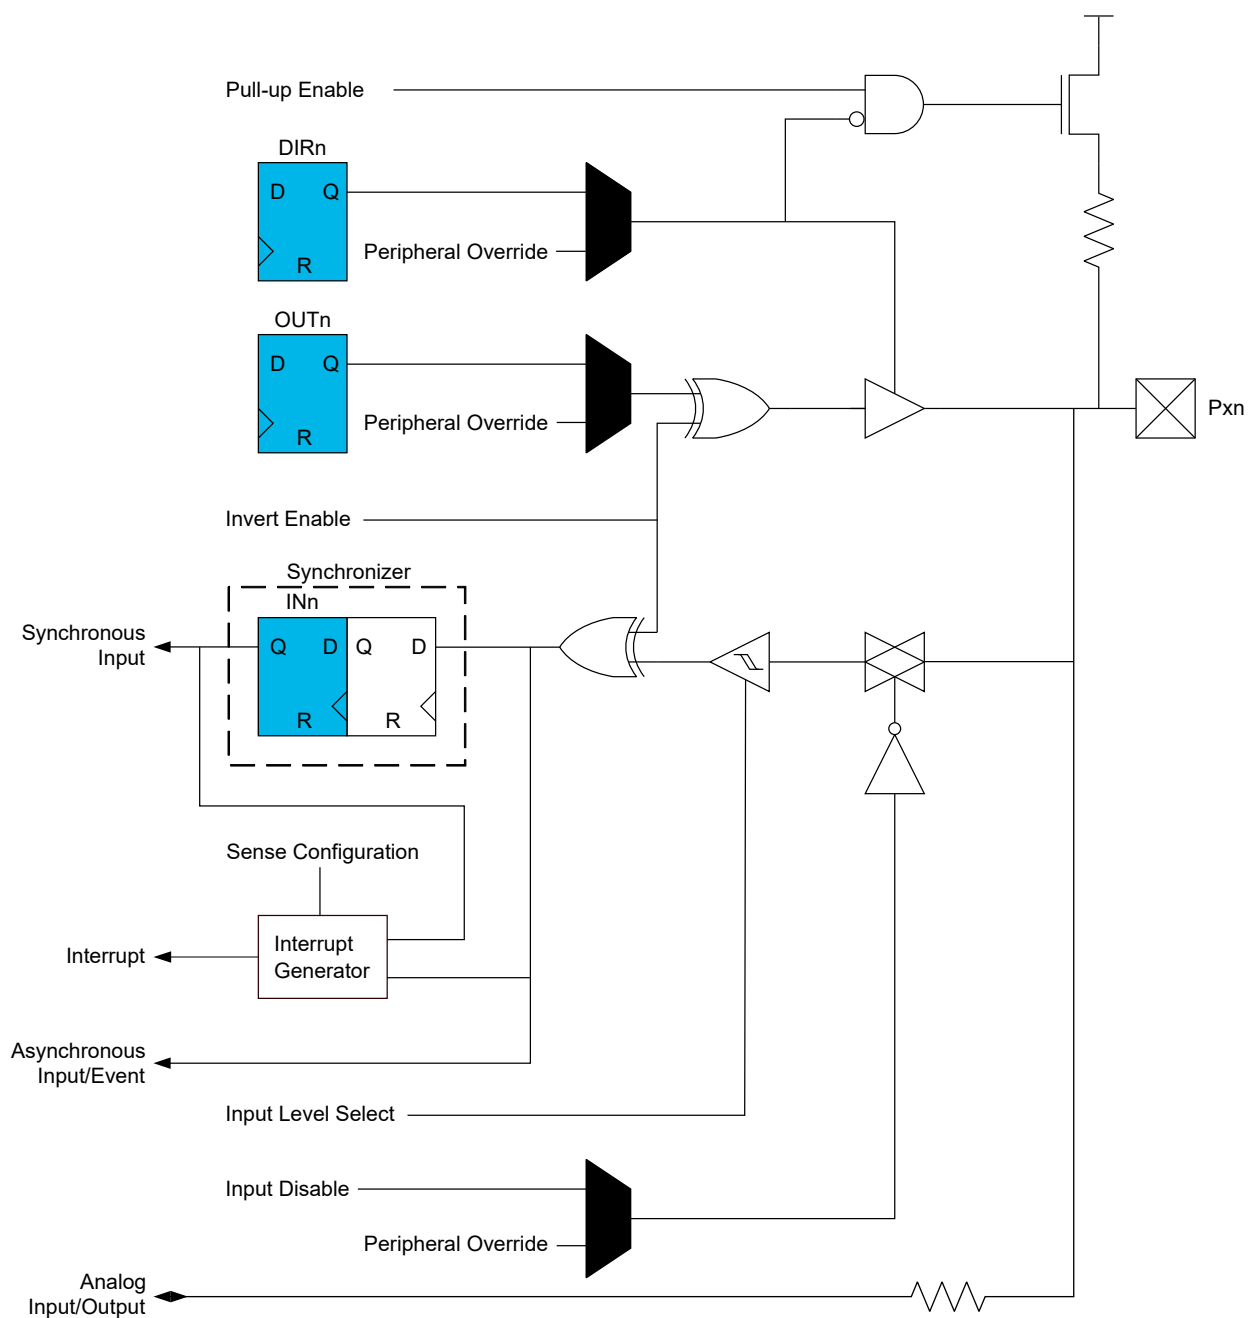 Pull-up Enable
DIRn
D Q
R
Peripheral Override
OUTn
D Q
R
Peripheral Override
Pxn
Invert Enable
Synchronizer
INn
Q D Q D
R R
Synchronous
Input
Sense Configuration
Interrupt
Generator
Interrupt
Asynchronous
Input/Event
Input Level Select
Input Disable
Peripheral Override
Analog
Input/Output